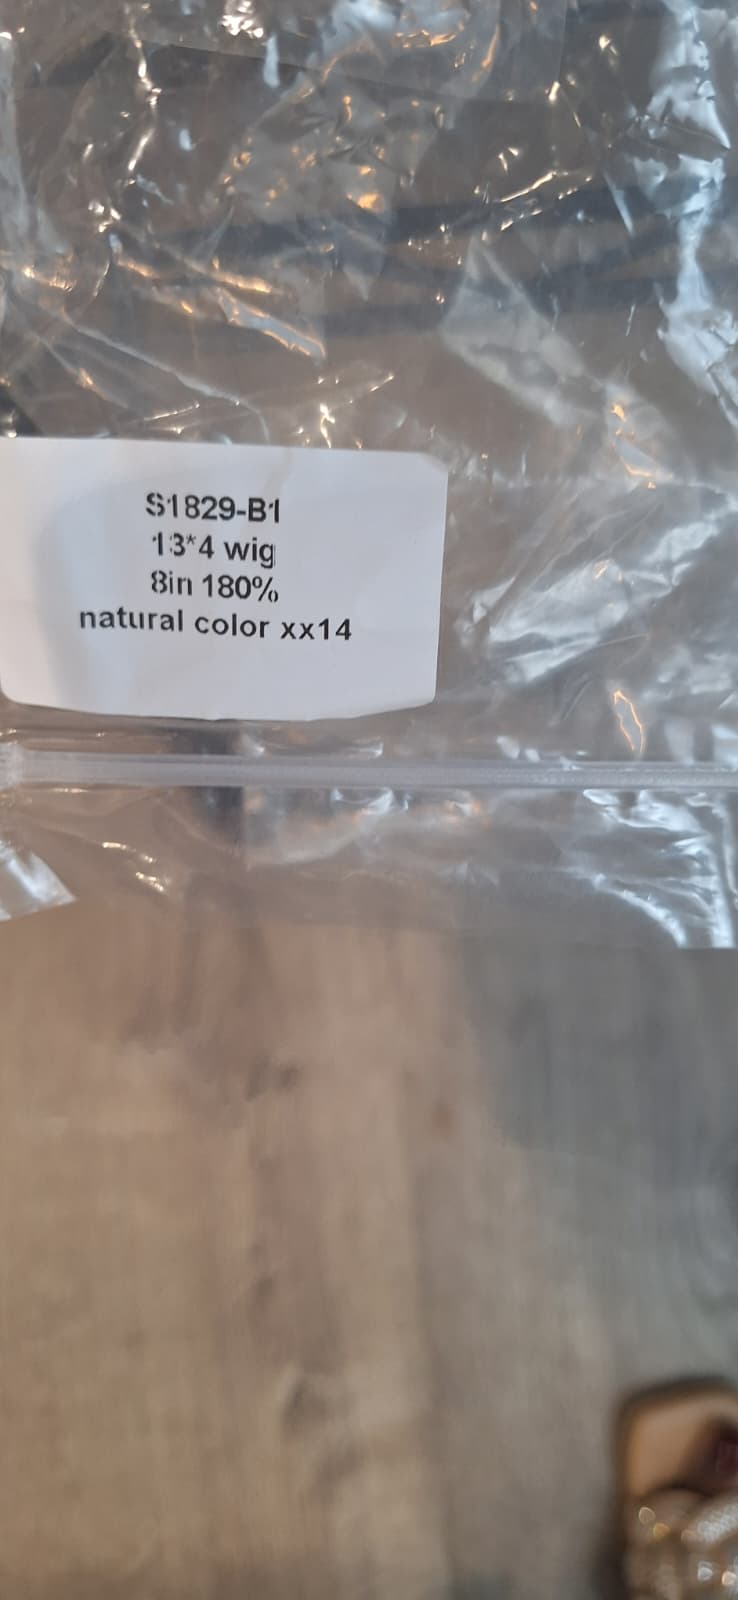 S1829-B1
13*4 wig
8in 180%
natural color xx14